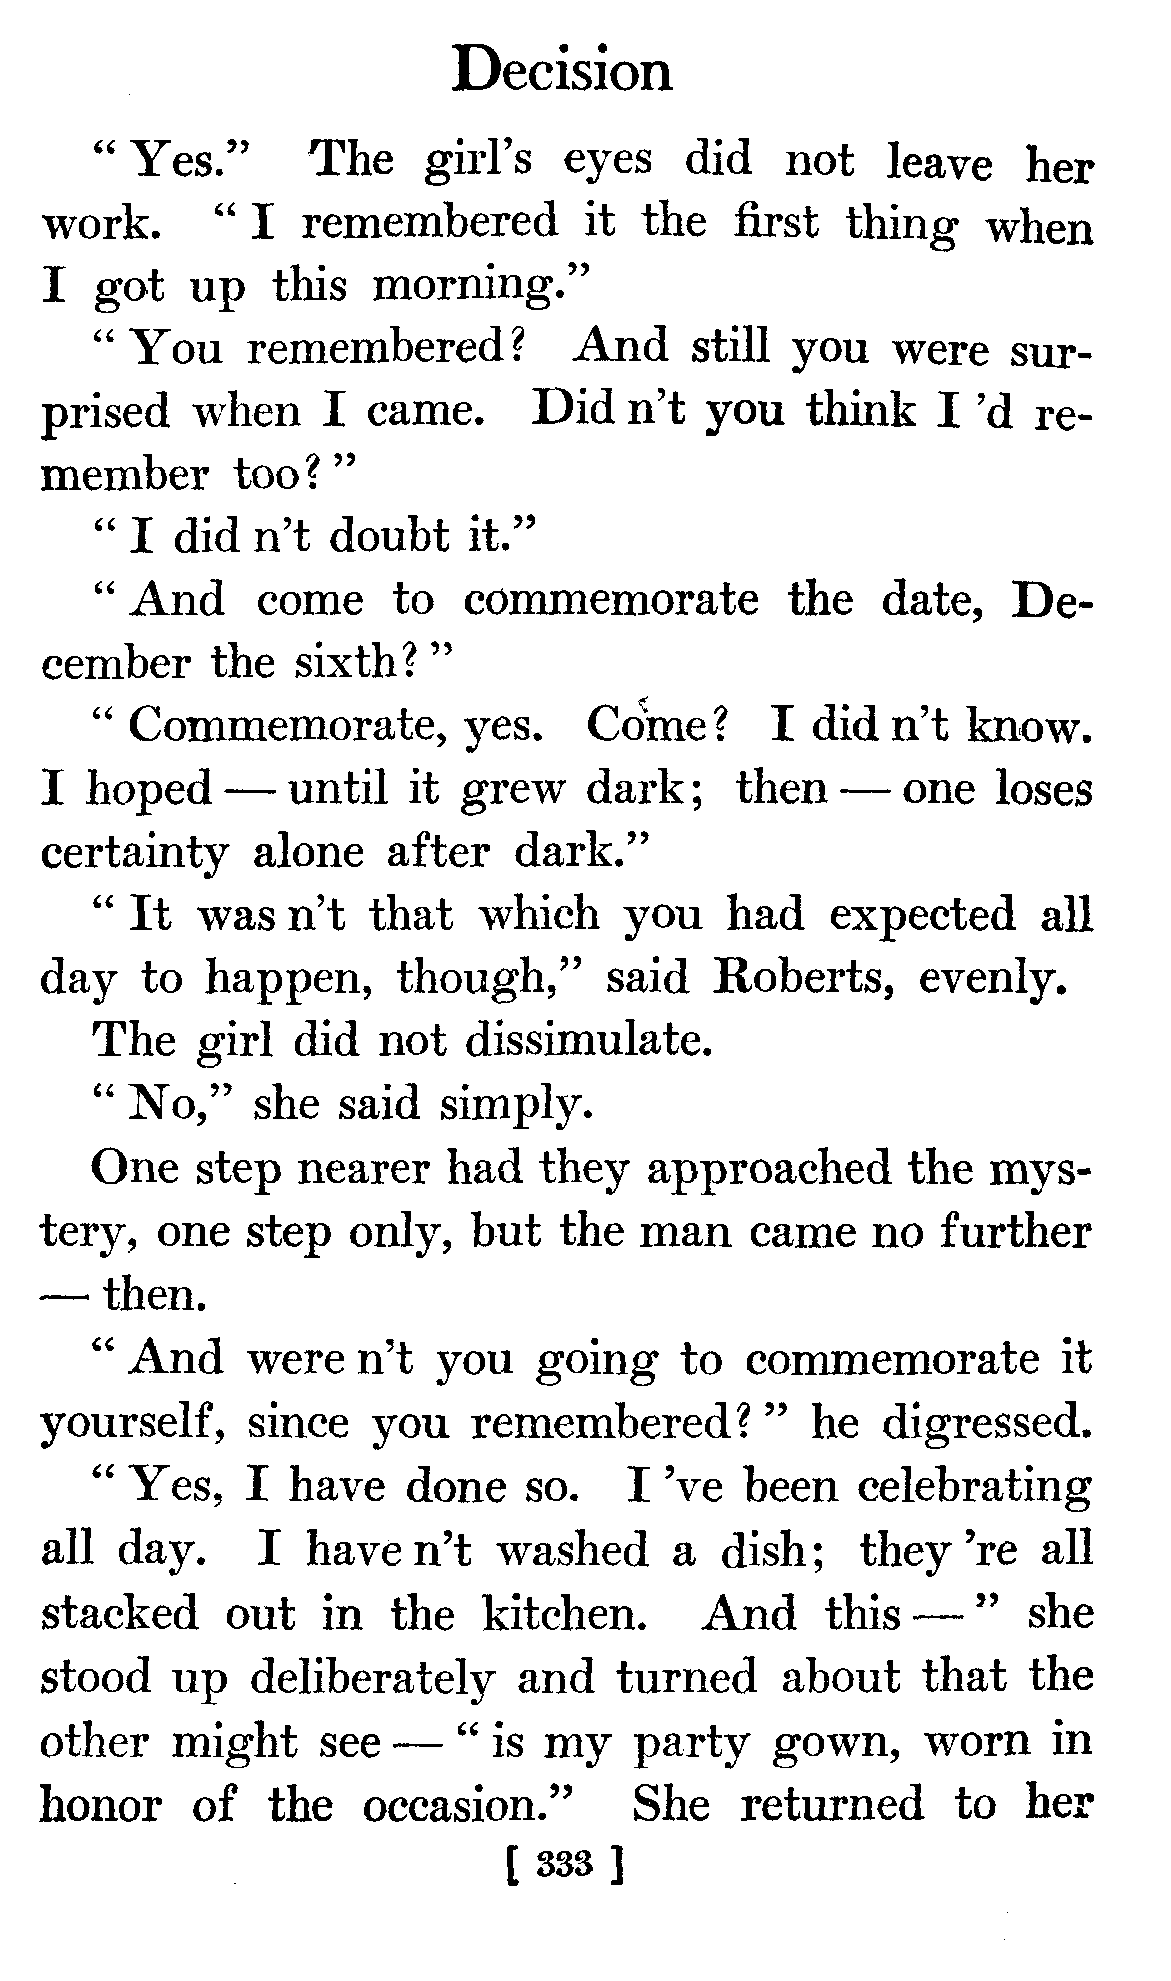 Decision
“ Yes.” The girl’s eyes did not leave her
work. “ I remembered it the first thing when
I got up this morning.”
“ You remembered? And still you were sur-
prised when I came. Did n’t you think I ’d re-
member too? ”
“ I did n’t doubt it.”
“ And come to commemorate the date, De-
cember the sixth? ”
“ Commemorate, yes. Come? I did n’t know.
I hoped — until it grew dark; then — one loses
certainty alone after dark.”
“ It was n’t that which you had expected all
day to happen, though,” said Roberts, evenly.
The girl did not dissimulate.
“ No,” she said simply.
One step nearer had they approached the mys-
tery, one step only, but the man came no further
— then.
“ And were n’t you going to commemorate it
yourself, since you remembered? ” he digressed.
“ Yes, I have done so. I ’ve been celebrating
all day. I have n’t washed a dish; they ’re all
stacked out in the kitchen. And this — ” she
stood up deliberately and turned about that the
other might see — “ is my party gown, worn in
honor of the occasion.” She returned to her
[ 333 ]